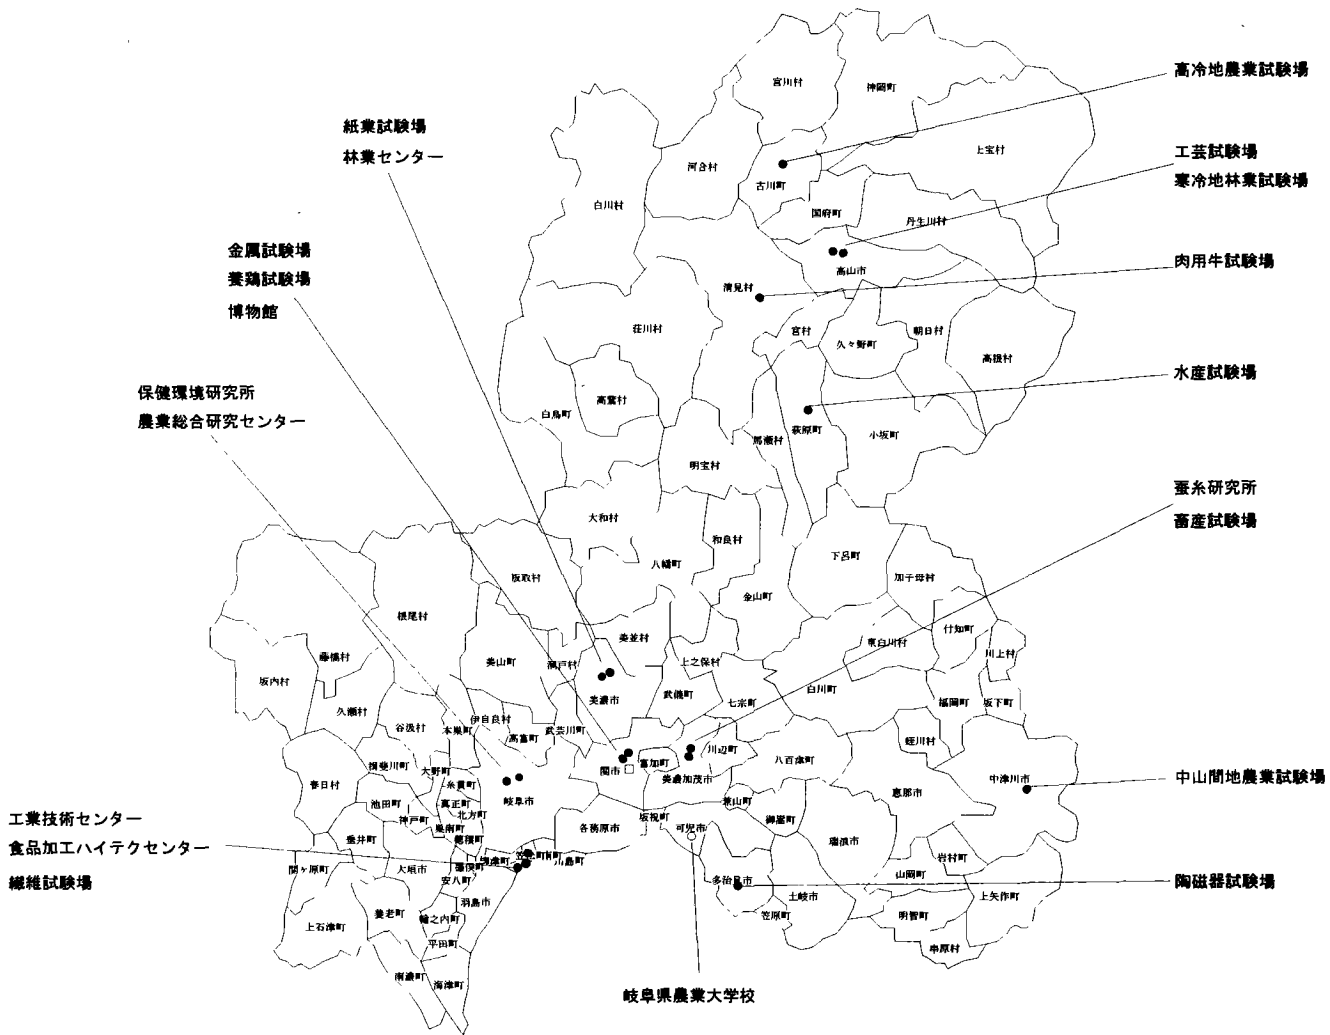 高冷地農業試験場
工芸試験場
寒冷地林業試験場
肉用牛試験場
水産試験場
蚕糸研究所
畜産試験場
中山間地農業試験場
陶磁器試験場
岐阜県農業大学校
紙業試験場
林業センター
金属試験場
養鶏試験場
博物館
保健環境研究所
農業総合研究センター
工業技術センター
食品加工ハイテクセンター
繊維試験場
宮川村
神岡町
上宝村
河合村
古川町
白川村
国府町
丹生川村
高山市
清見村
荘川村
宮村
久々野町
朝日村
高根村
高鷲村
白鳥町
馬瀬村
萩原町
小坂町
明宝村
大和村
和良村
八幡町
下呂町
加子母村
板取村
金山町
根尾村
美並村
付知町
東白川村
川上村
藤橋村
美山町
洞戸村
上之保村
坂内村
美濃市
武儀町
七宗町
白川町
福岡町
坂下町
久瀬村
谷汲村
本巣町
伊自良村
高富町
武芸川町
蛭川村
揖斐川町
大野町
関市
富加町
川辺町
八百津町
春日村
糸貫町
岐阜市
美濃加茂市
恵那市
中津川市
池田町
真正町
神戸町
北方町
巣南町
穂積町
各務原市
坂祝町
兼山町
可児市
御嵩町
瑞浪市
垂井町
関ヶ原町
大垣市
墨俣町
柳津町
川島町
岩村町
安八町
山岡町
多治見市
土岐市
上矢作町
羽島市
養老町
輪之内町
笠原町
明智町
上石津町
平田町
串原村
南濃町
海津町